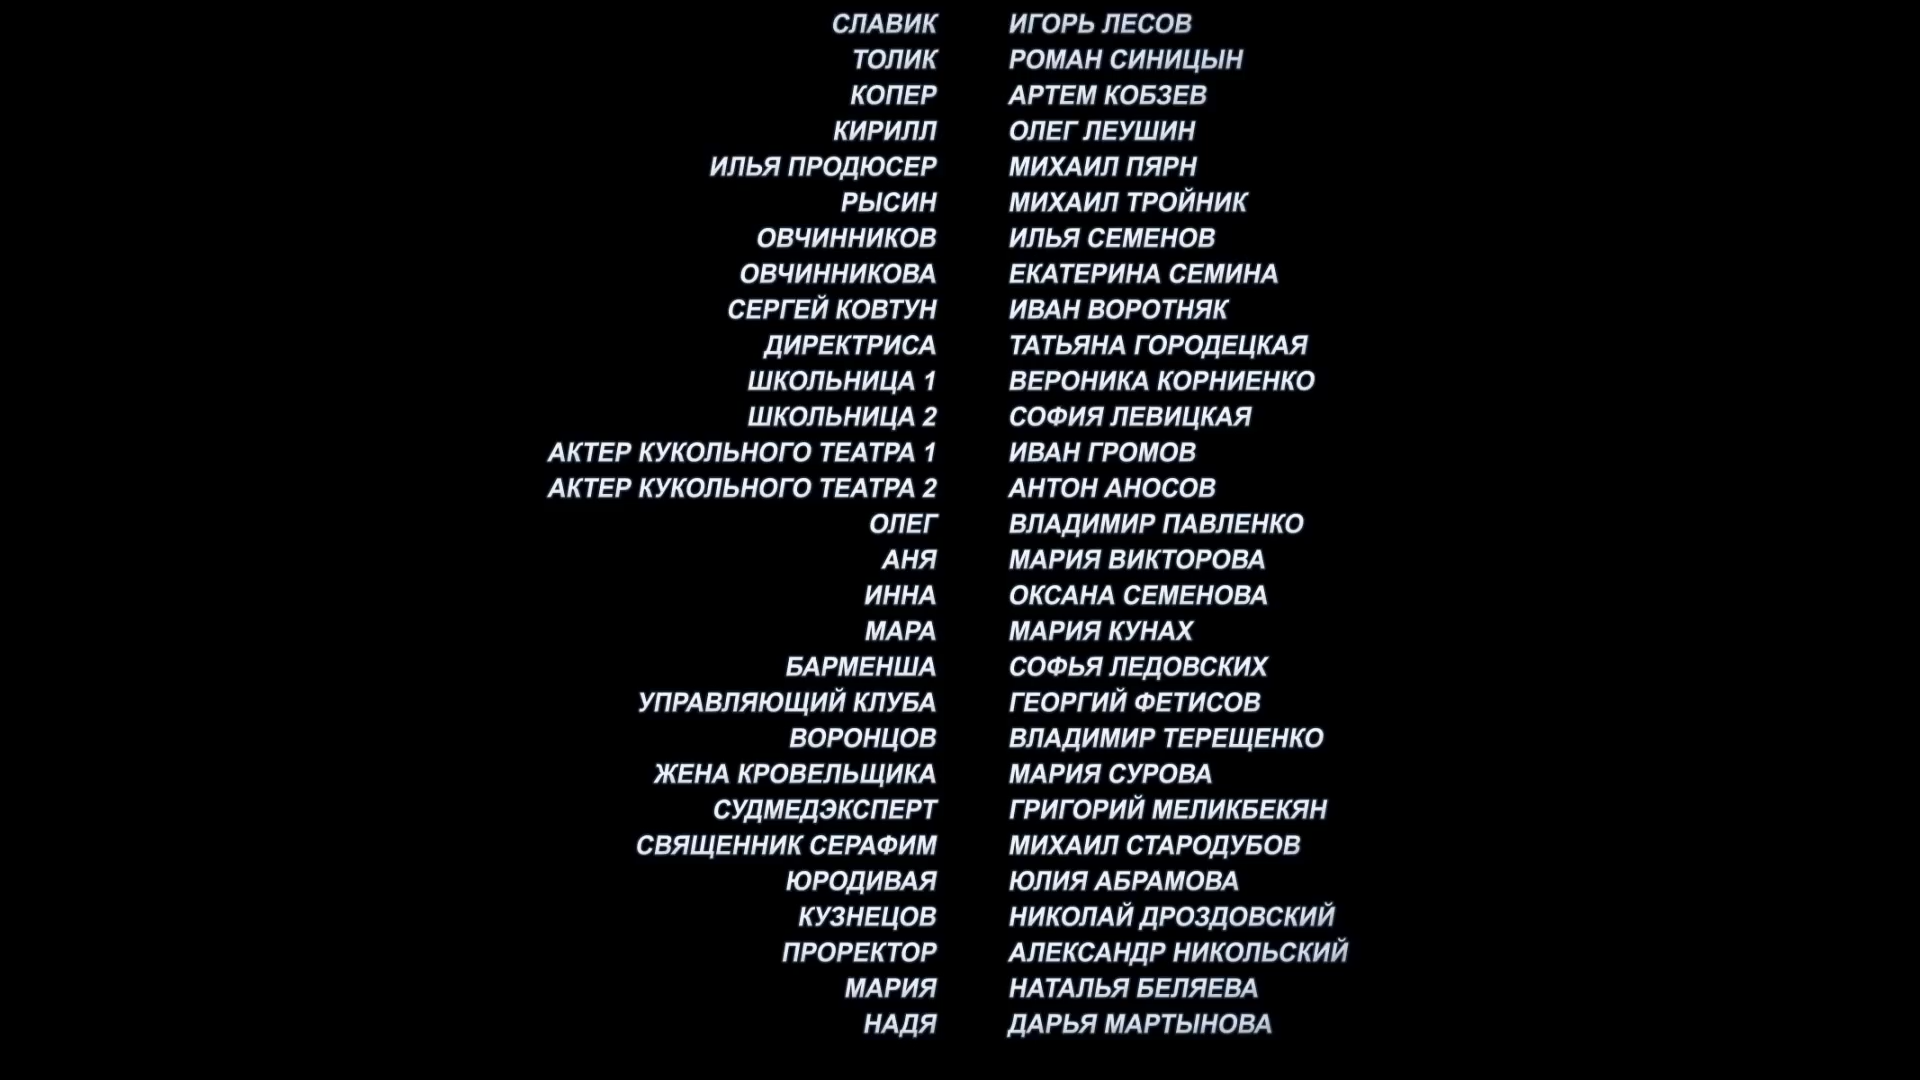 СЛАВИК ИГОРЬ ЛЕСОВ
ТОЛИК РОМАН СИНИЦЫН
КОПЕР АРТЕМ КОБЗЕВ
КИРИЛЛ ОЛЕГ ЛЕУШИН
ИЛЬЯ ПРОДЮСЕР МИХАИЛ ПЯРН
РЫСИН МИХАИЛ ТРОЙНИК
ОВЧИННИКОВ ИЛЬЯ СЕМЕНОВ
ОВЧИННИКОВА ЕКАТЕРИНА СЕМИНА
СЕРГЕЙ КОВТУН ИВАН ВОРОТНЯК
ДИРЕКТРИСА ТАТЬЯНА ГОРОДЕЦКАЯ
ШКОЛЬНИЦА 1 ВЕРОНИКА КОРНИЕНКО
ШКОЛЬНИЦА 2 СОФИЯ ЛЕВИЦКАЯ
АКТЕР КУКОЛЬНОГО ТЕАТРА 1 ИВАН ГРОМОВ
АКТЕР КУКОЛЬНОГО ТЕАТРА 2 АНТОН АНОСОВ
ОЛЕГ ВЛАДИМИР ПАВЛЕНКО
АНЯ МАРИЯ ВИКТОРОВА
ИННА ОКСАНА СЕМЕНОВА
МАРА МАРИЯ КУНАХ
БАРМЕНША СОФЬЯ ЛЕДОВСКИХ
УПРАВЛЯЮЩИЙ КЛУБА ГЕОРГИЙ ФЕТИСОВ
ВОРОНЦОВ ВЛАДИМИР ТЕРЕЩЕНКО
ЖЕНА КРОВЕЛЬЩИКА МАРИЯ СУРОВА
СУДМЕДЭКСПЕРТ ГРИГОРИЙ МЕЛИКБЕКЯН
СВЯЩЕННИК СЕРАФИМ МИХАИЛ СТАРОДУБОВ
ЮРОДИВАЯ ЮЛИЯ АБРАМОВА
КУЗНЕЦОВ НИКОЛАЙ ДРОЗДОВСКИЙ
ПРОРЕКТОР АЛЕКСАНДР НИКОЛЬСКИЙ
МАРИЯ НАТАЛЬЯ БЕЛЯЕВА
НАДЯ ДАРЬЯ МАРТЫНОВА